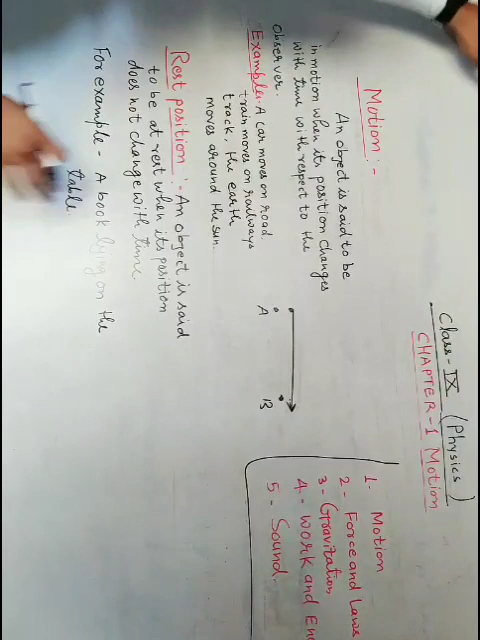 Class - IX (Physics)
CHAPTER-1 Motion
Motion :-
An object is said to be
in motion when its position changes
with time with respect to the
observer.
Example:- A car moves on road.
train moves on railways
track, the earth
moves around the sun.
A B
Rest position :- An object is said
to be at rest when its position
does not change with time
For example - A book lying on the
table.
1- Motion
2- Force and Laws
3- Gravitation
4- Work and Ene
5- Sound.